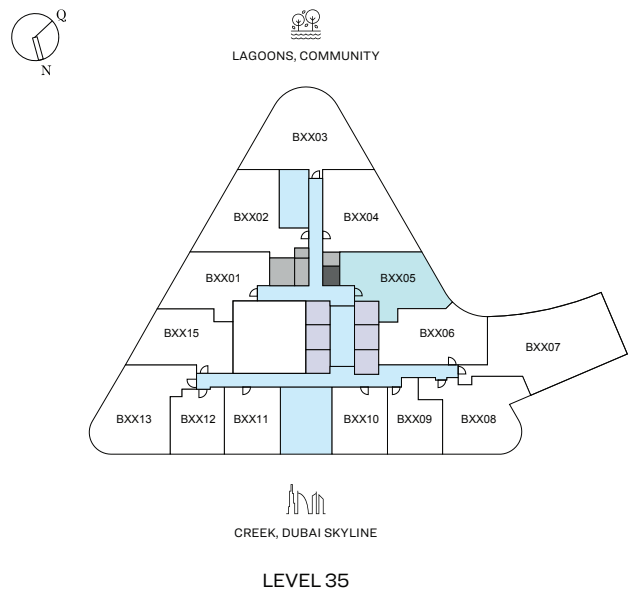 Q
N
LAGOONS, COMMUNITY
BXX03
BXX02
BXX04
BXX01
BXX05
BXX15
BXX06
BXX07
BXX13
BXX12
BXX11
BXX10
BXX09
BXX08
CREEK, DUBAI SKYLINE
LEVEL 35